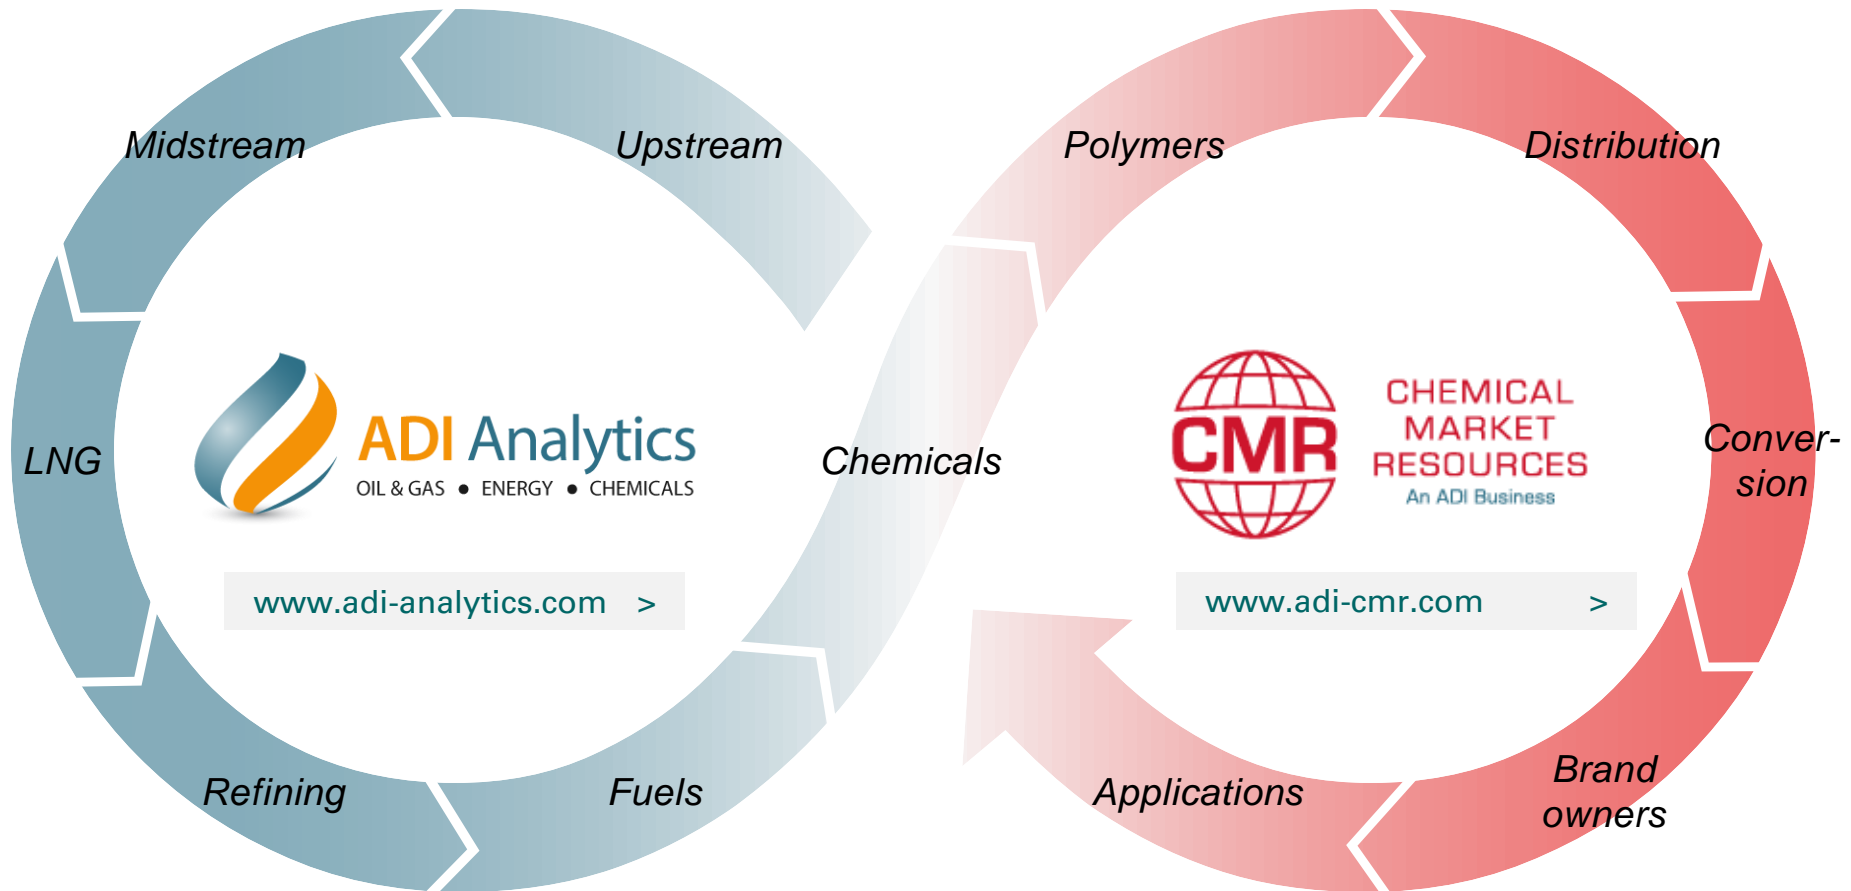 Midstream
Upstream
Polymers
Distribution
LNG
ADI Analytics
OIL & GAS ● ENERGY ● CHEMICALS
www.adi-analytics.com >
Chemicals
CMR
CHEMICAL
MARKET
RESOURCES
An ADI Business
www.adi-cmr.com >
Conver-
sion
Refining
Fuels
Applications
Brand
owners